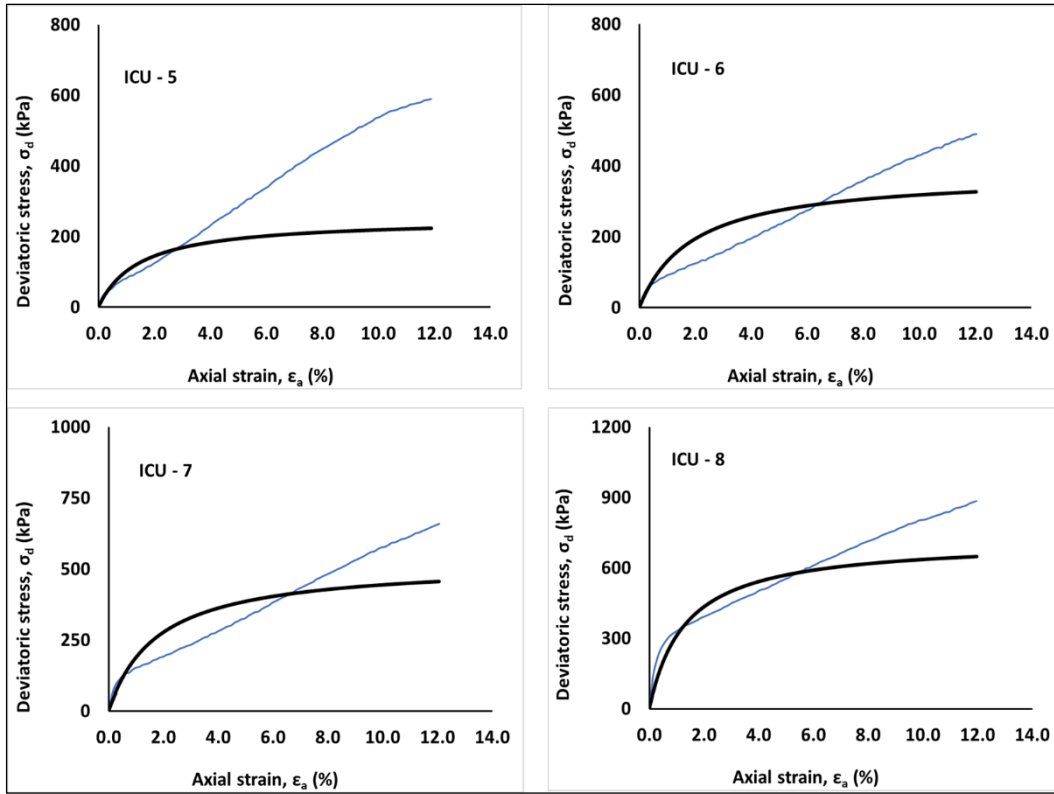 ICU - 5
Deviatoric stress, σd (kPa)
800
600
400
200
0
0.0 2.0 4.0 6.0 8.0 10.0 12.0 14.0
Axial strain, εa (%)
ICU - 6
Deviatoric stress, σd (kPa)
800
600
400
200
0
0.0 2.0 4.0 6.0 8.0 10.0 12.0 14.0
Axial strain, εa (%)
ICU - 7
Deviatoric stress, σd (kPa)
1000
750
500
250
0
0.0 2.0 4.0 6.0 8.0 10.0 12.0 14.0
Axial strain, εa (%)
ICU - 8
Deviatoric stress, σd (kPa)
1200
900
600
300
0
0.0 2.0 4.0 6.0 8.0 10.0 12.0 14.0
Axial strain, εa (%)